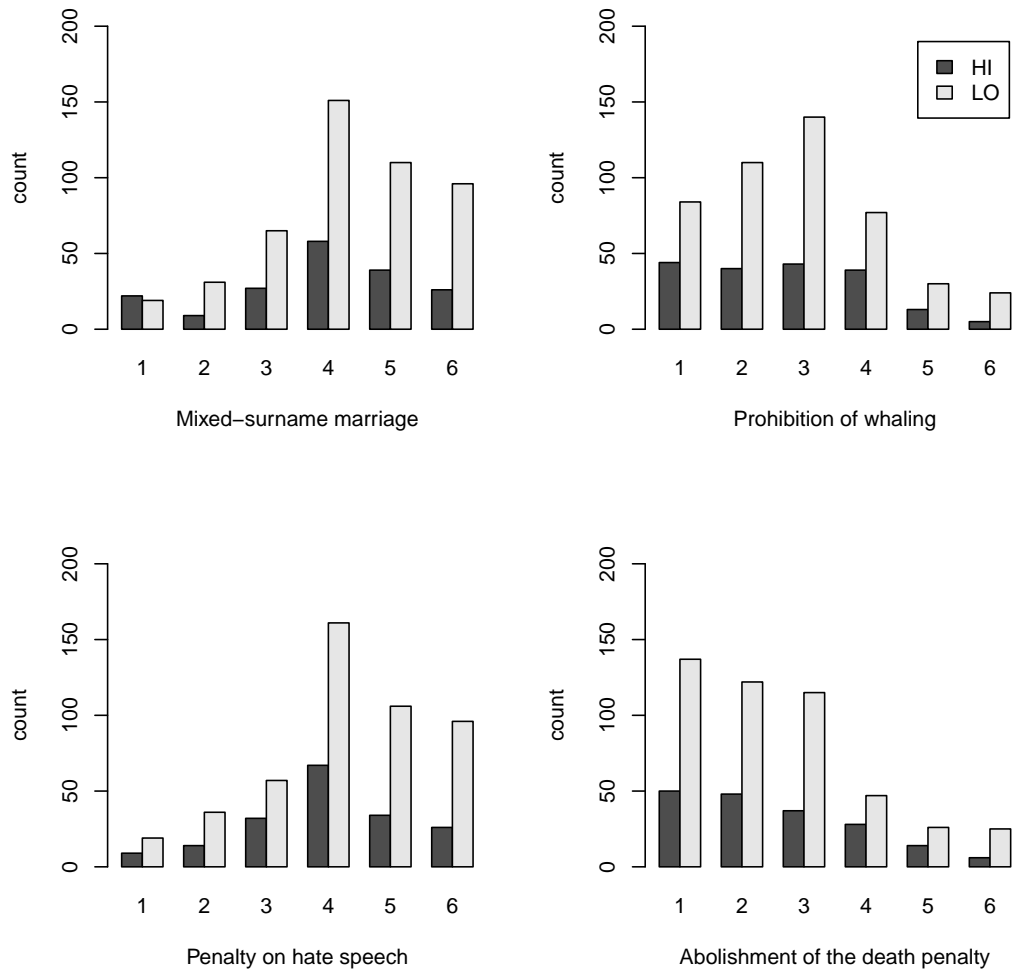 200
150
100
50
0
count
1 2 3 4 5 6
Mixed−surname marriage
200
150
100
50
0
count
HI
LO
1 2 3 4 5 6
Prohibition of whaling
200
150
100
50
0
count
1 2 3 4 5 6
Penalty on hate speech
200
150
100
50
0
count
1 2 3 4 5 6
Abolishment of the death penalty